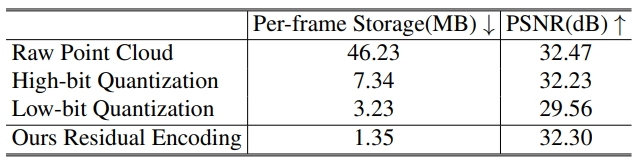 Per-frame Storage(MB) ↓ PSNR(dB) ↑
Raw Point Cloud 46.23 32.47
High-bit Quantization 7.34 32.23
Low-bit Quantization 3.23 29.56
Ours Residual Encoding 1.35 32.30